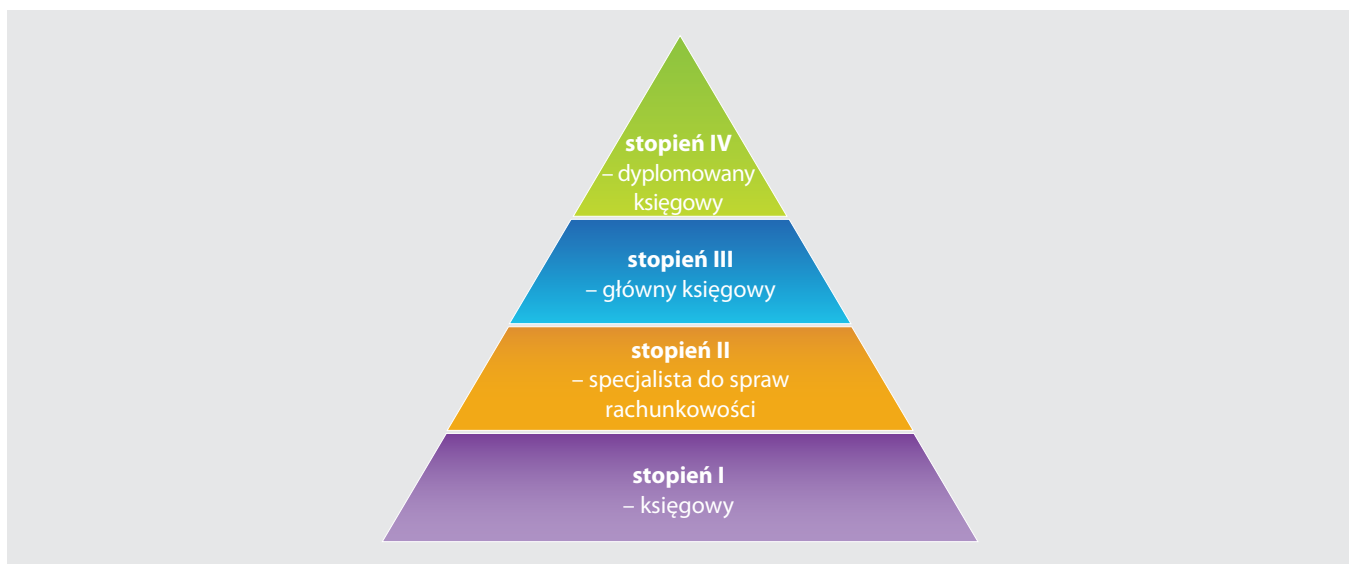 stopień IV
– dyplomowany
księgowy
stopień III
– główny księgowy
stopień II
– specjalista do spraw
rachunkowości
stopień I
– księgowy